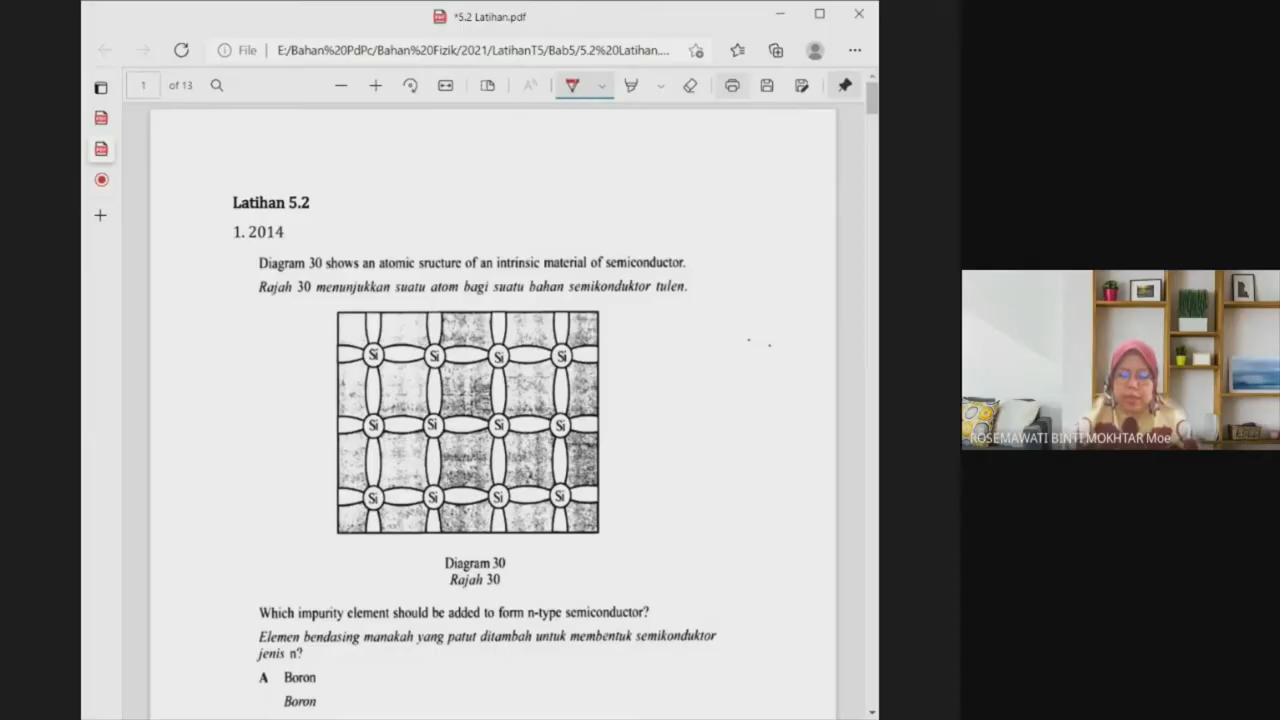 *5.2 Latihan.pdf
File | E:/Bahan%20PdPc/Bahan%20Fizik/2021/LatihanT5/Bab5/5.2%20Latihan....
1 of 13
Latihan 5.2
1. 2014
Diagram 30 shows an atomic sructure of an intrinsic material of semiconductor.
Rajah 30 menunjukkan suatu atom bagi suatu bahan semikonduktor tulen.
Si Si Si Si
Si Si Si Si
Si Si Si Si
Diagram 30
Rajah 30
Which impurity element should be added to form n-type semiconductor?
Elemen bendasing manakah yang patut ditambah untuk membentuk semikonduktor
jenis n?
A Boron
Boron
ROSEMAWATI BINTI MOKHTAR Moe